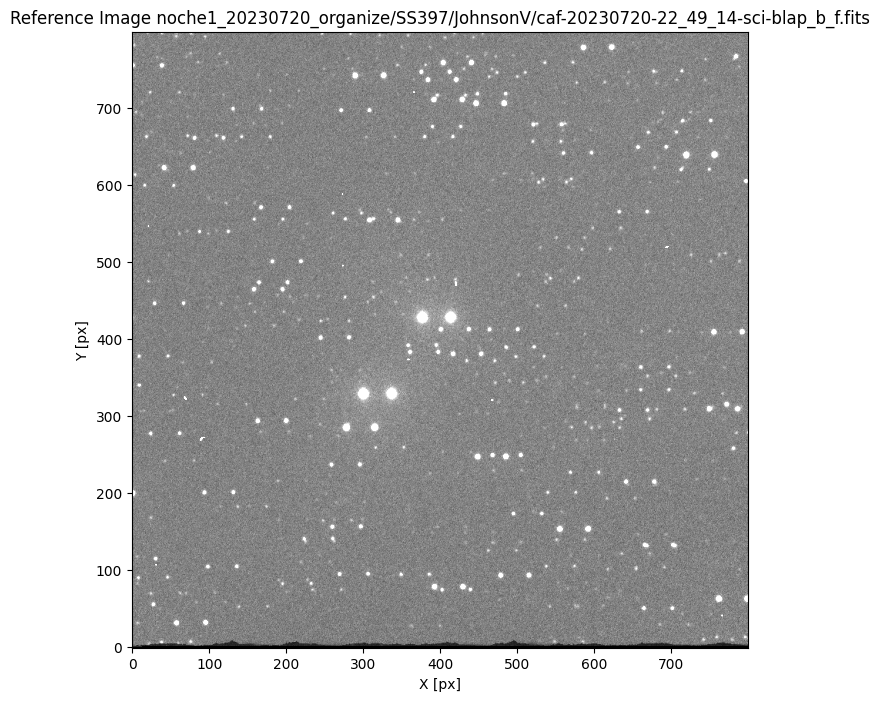 Reference Image noche1_20230720_organize/SS397/JohnsonV/caf-20230720-22_49_14-sci-blap_b_f.fits
700
600
500
400
300
200
100
0
Y [px]
0 100 200 300 400 500 600 700
X [px]